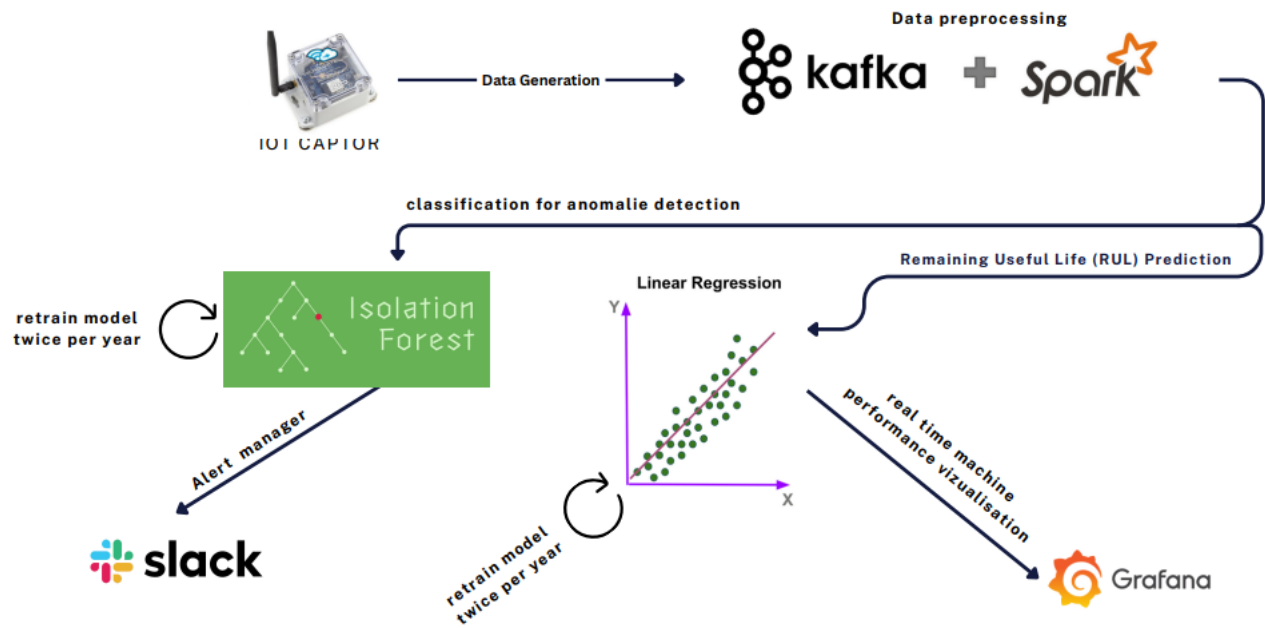 Data preprocessing
Data Generation
kafka
Spark
IOT CAPTOR
classification for anomalie detection
Remaining Useful Life (RUL) Prediction
Linear Regression
Y
X
Isolation
Forest
retrain model
twice per year
Alert manager
real time machine
performance vizualisation
retrain model
twice per year
slack
Grafana